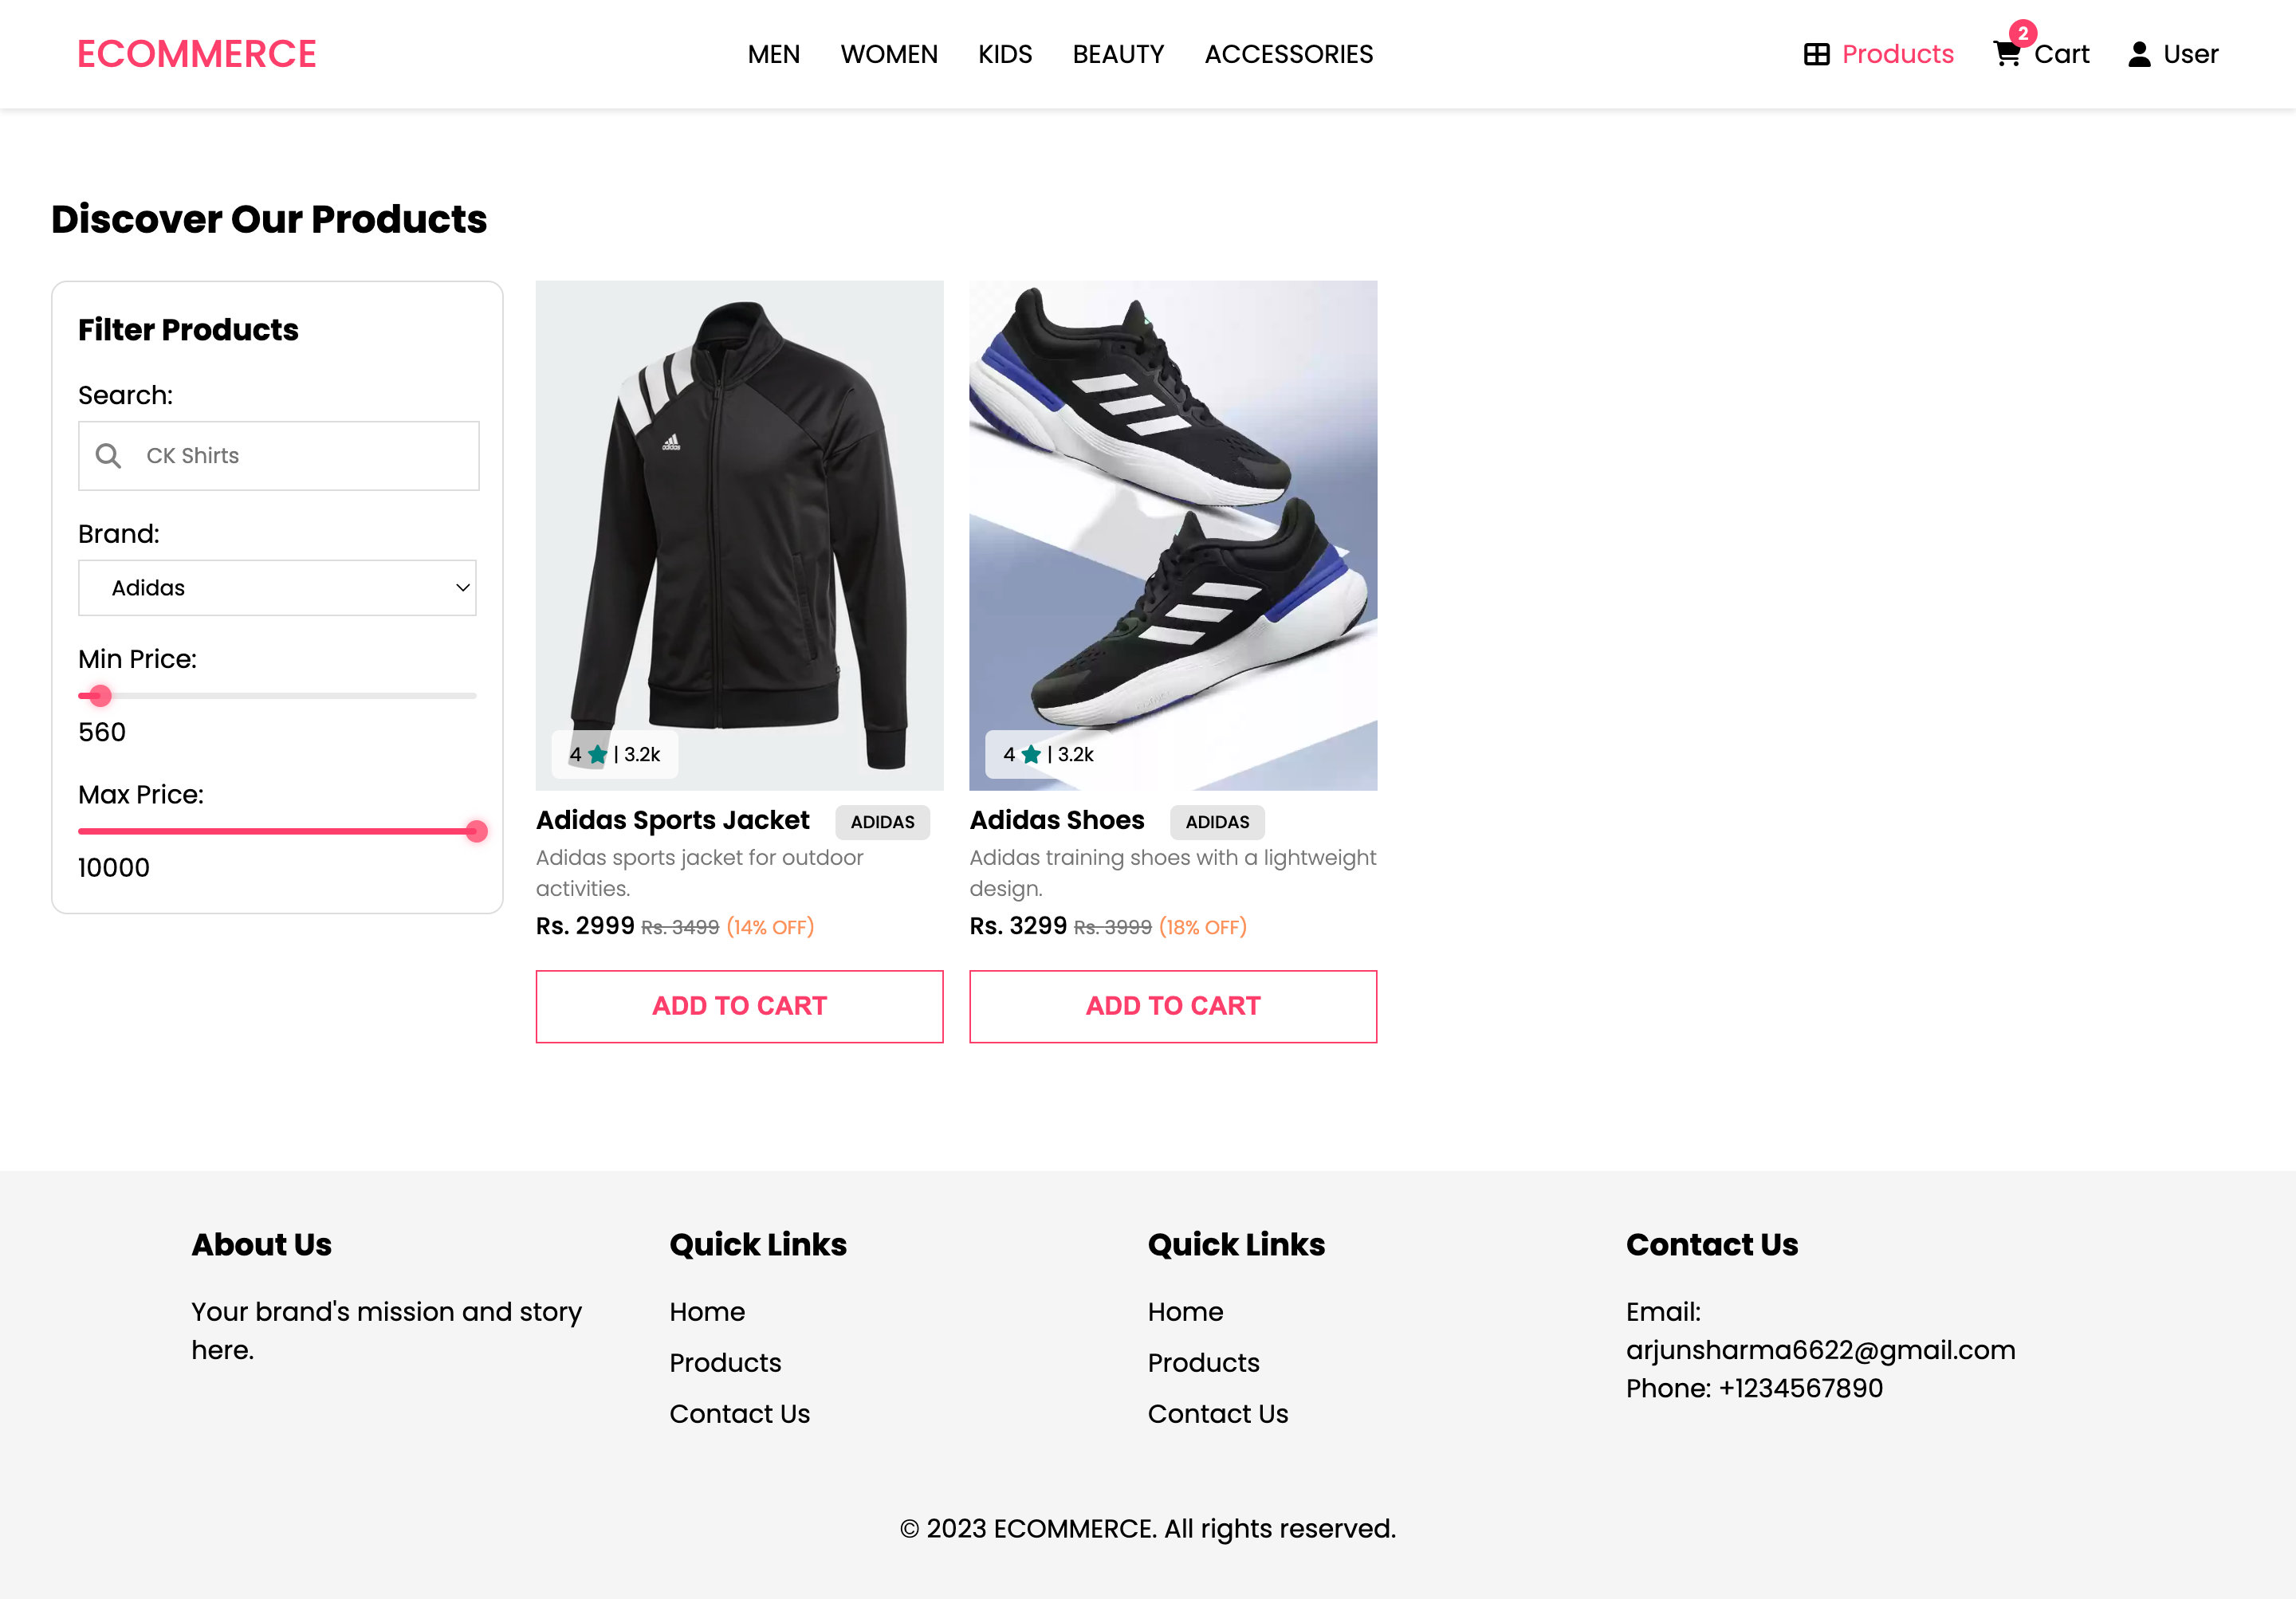 ECOMMERCE
MEN WOMEN KIDS BEAUTY ACCESSORIES
Products
2
Cart
User
Discover Our Products
Filter Products
Search:
CK Shirts
Brand:
Adidas
Min Price:
560
Max Price:
10000
adidas
4 | 3.2k
Adidas Sports Jacket
ADIDAS
Adidas sports jacket for outdoor
activities.
Rs. 2999 Rs. 3499 (14% OFF)
ADD TO CART
4 | 3.2k
Adidas Shoes
ADIDAS
Adidas training shoes with a lightweight
design.
Rs. 3299 Rs. 3999 (18% OFF)
ADD TO CART
About Us
Your brand's mission and story
here.
Quick Links
Home
Products
Contact Us
Quick Links
Home
Products
Contact Us
Contact Us
Email:
arjunsharma6622@gmail.com
Phone: +1234567890
© 2023 ECOMMERCE. All rights reserved.